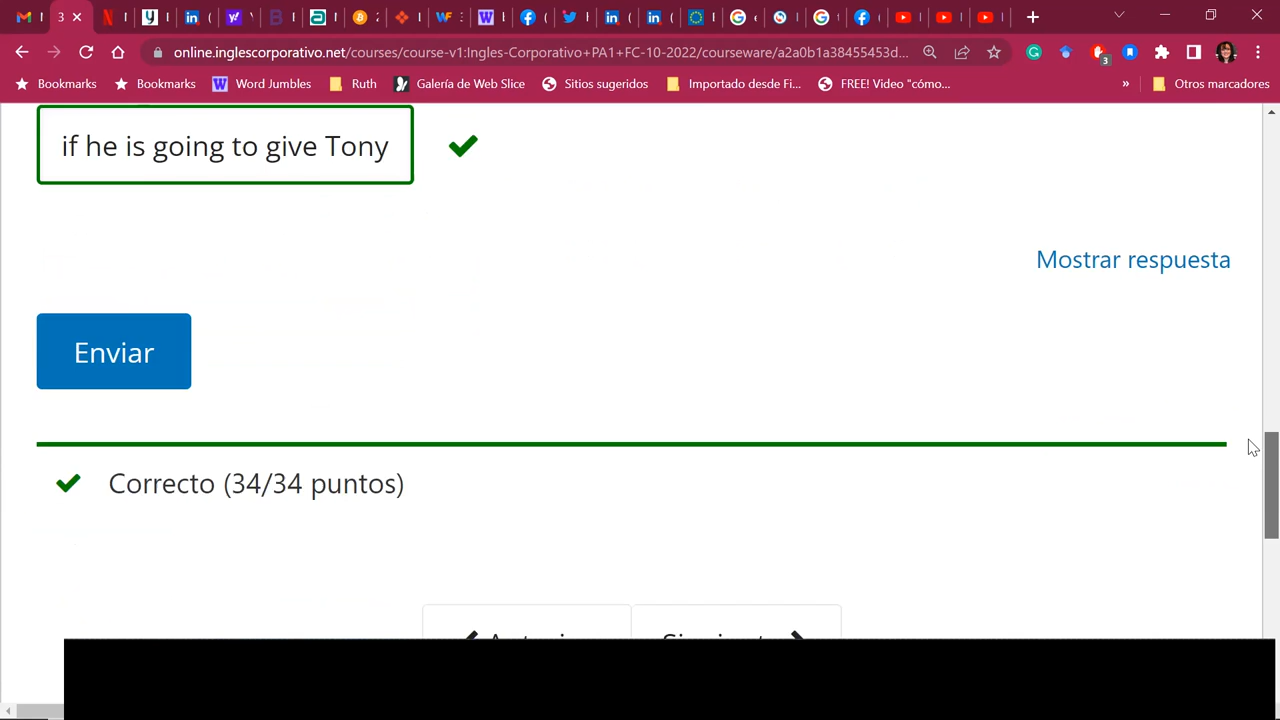 3
online.inglescorporativo.net/courses/course-v1:Ingles-Corporativo+PA1+FC-10-2022/courseware/a2a0b1a38455453d...
3
Bookmarks
Bookmarks
Word Jumbles
Ruth
Galería de Web Slice
Sitios sugeridos
Importado desde Fi...
FREE! Video "cómo...
»
Otros marcadores
if he is going to give Tony
Mostrar respuesta
Enviar
Correcto (34/34 puntos)